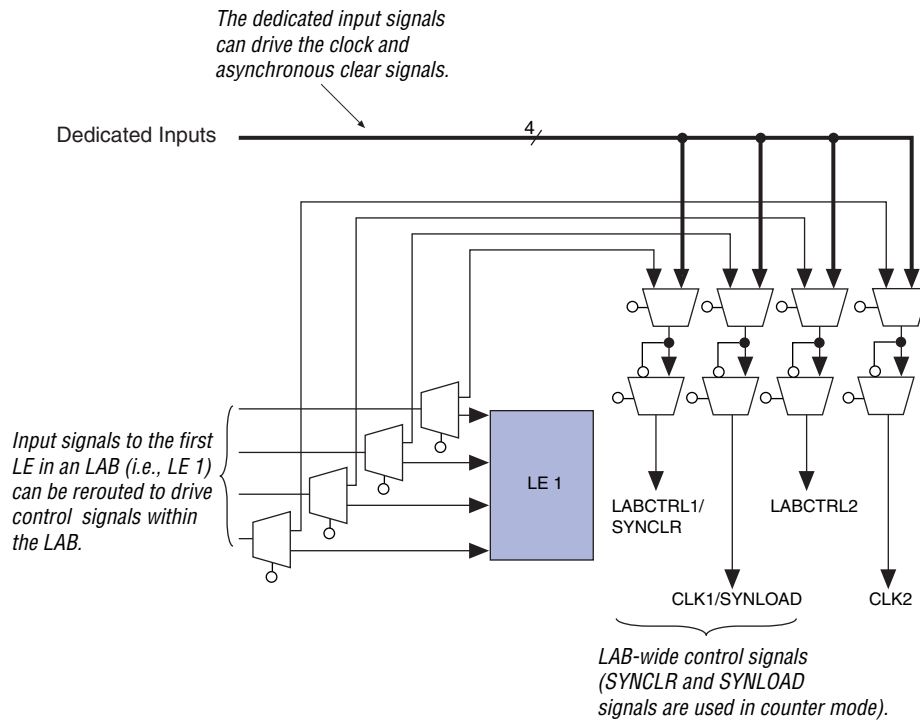 The dedicated input signals
can drive the clock and
asynchronous clear signals.
Dedicated Inputs
4
Input signals to the first
LE in an LAB (i.e., LE 1)
can be rerouted to drive
control signals within
the LAB.
LE 1
LABCTRL1/
SYNCLR
LABCTRL2
CLK1/SYNLOAD
CLK2
LAB-wide control signals
(SYNCLR and SYNLOAD
signals are used in counter mode).